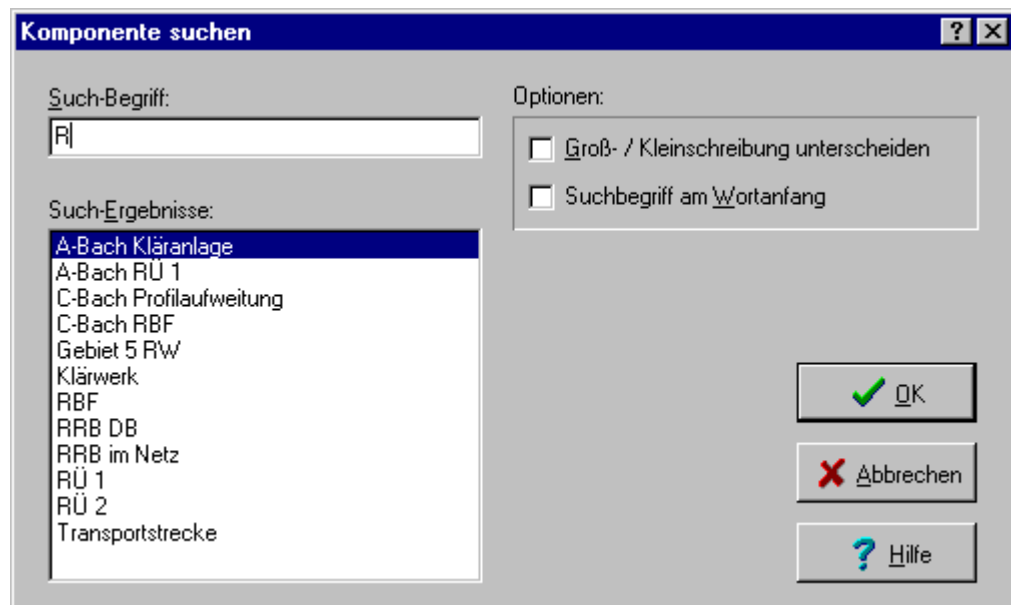 Komponente suchen
Such-Begriff:
R
Such-Ergebnisse:
A-Bach Kläranlage
A-Bach RÜ 1
C-Bach Profilaufweitung
C-Bach RBF
Gebiet 5 RW
Klärwerk
RBF
RRB DB
RRB im Netz
RÜ 1
RÜ 2
Transportstrecke
Optionen:
Groß- / Kleinschreibung unterscheiden
Suchbegriff am Wortanfang
OK
Abbrechen
Hilfe